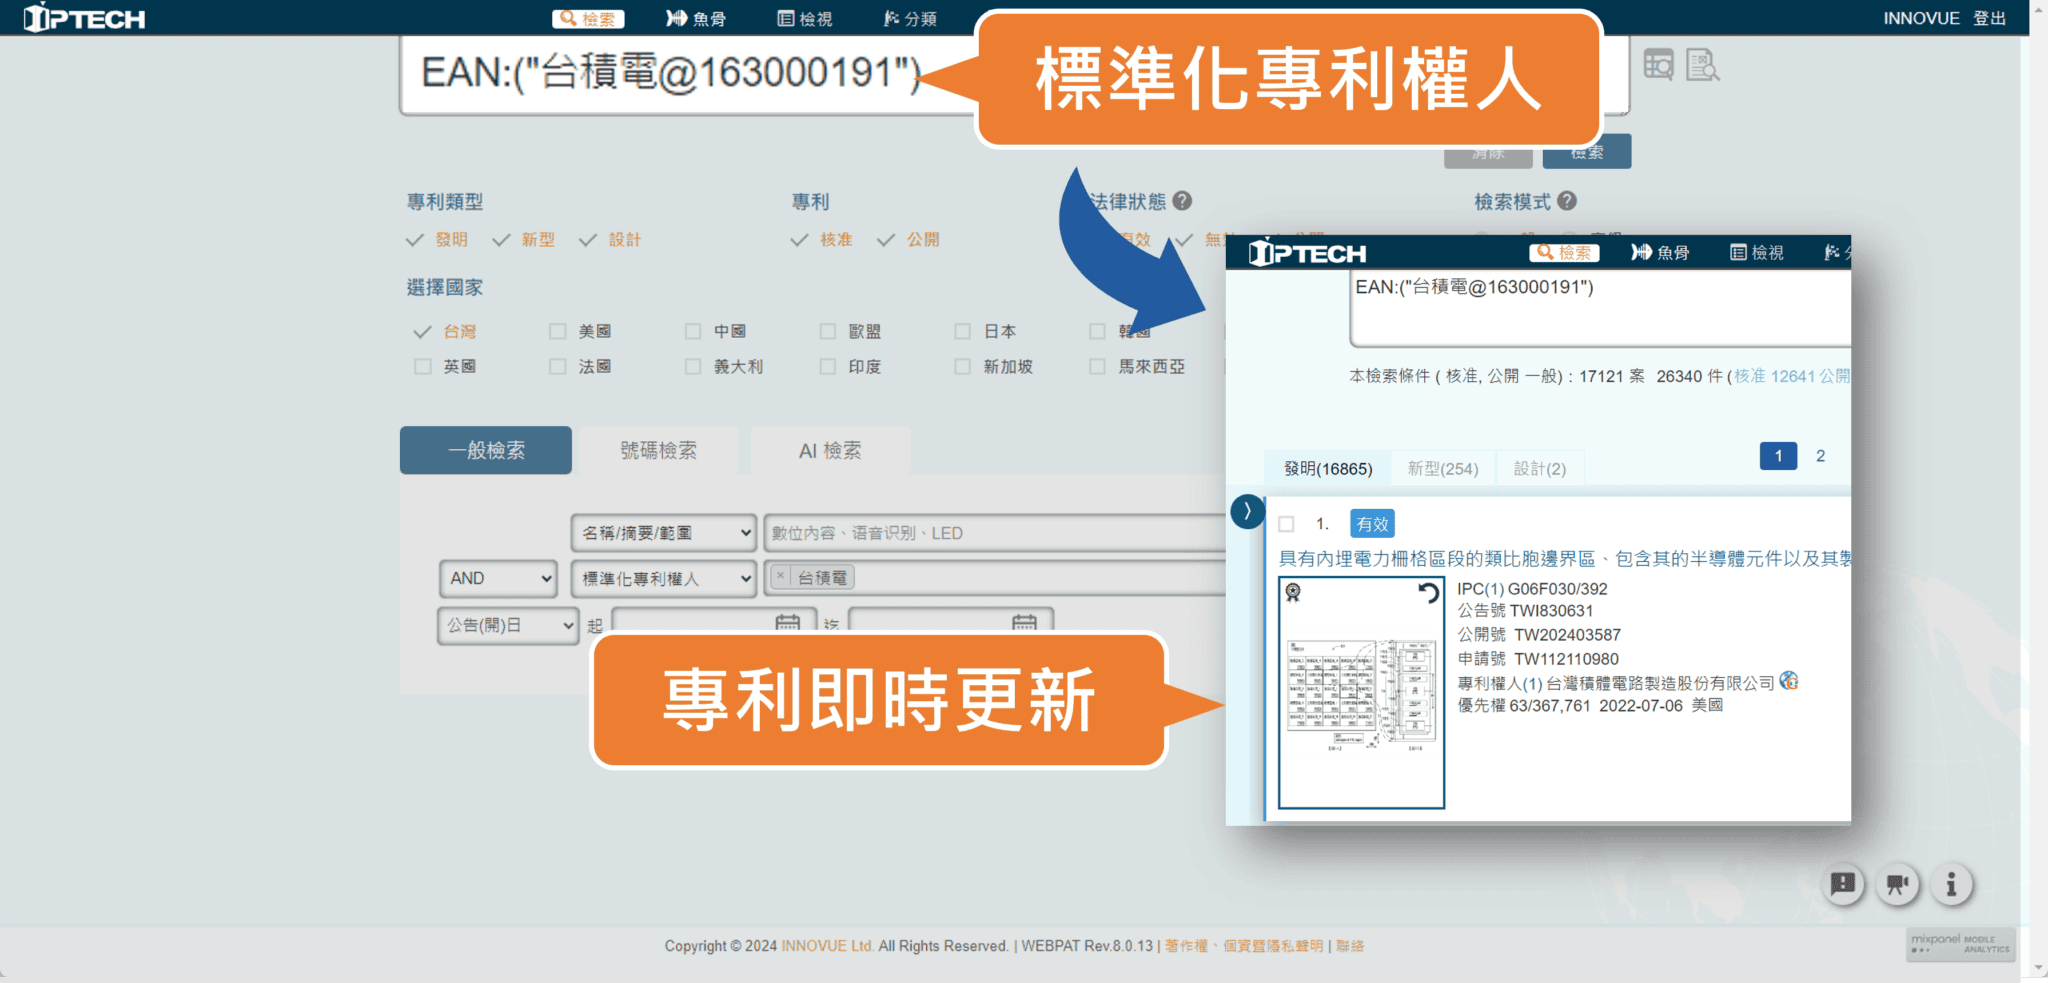 IPTECH 檢索 魚骨 檢視 分類 INNOVUE 登出
EAN:("台積電@163000191")
標準化專利權人
清除 檢索
專利類型 專利 法律狀態 ? 檢索模式 ?
發明 新型 設計 核准 公開 有效
選擇國家
台灣 美國 中國 歐盟 日本 韓國
英國 法國 義大利 印度 新加坡 馬來西亞
一般檢索 號碼檢索 AI 檢索
名稱/摘要/範圍 數位內容、语音识别、LED
AND 標準化專利權人 × 台積電
公告(開)日 起 迄
專利即時更新
IPTECH 檢索 魚骨 檢視
EAN:("台積電@163000191")
本檢索條件 ( 核准, 公開 一般) : 17121 案 26340 件 (核准 12641 公開
1 2
發明(16865) 新型(254) 設計(2)
1. 有效
具有內埋電力柵格區段的類比胞邊界區、包含其的半導體元件以及其製
IPC(1) G06F030/392
公告號 TWI830631
公開號 TW202403587
申請號 TW112110980
專利權人(1) 台灣積體電路製造股份有限公司
優先權 63/367,761 2022-07-06 美國
Copyright © 2024 INNOVUE Ltd. All Rights Reserved. | WEBPAT Rev.8.0.13 | 著作權、個資暨隱私聲明 | 聯絡
mixpanel MOBILE
ANALYTICS